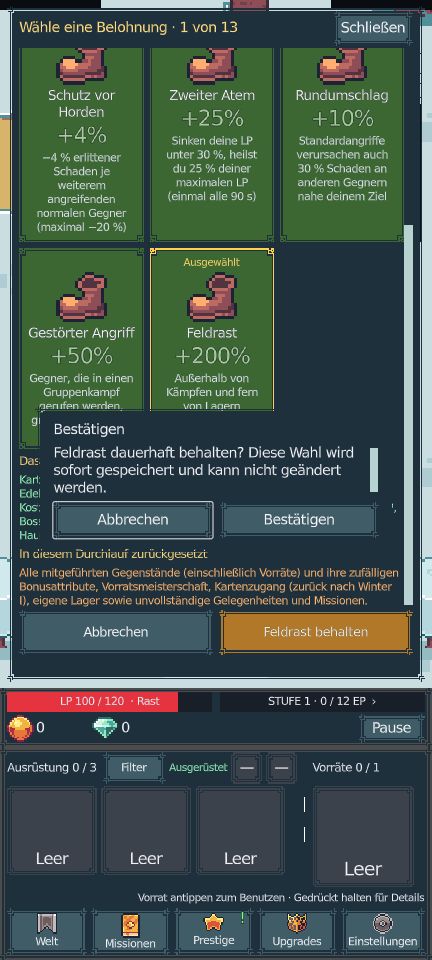 Wähle eine Belohnung · 1 von 13
Schließen
Schutz vor
Horden
+4%
−4 % erlittener
Schaden je
weiterem
angreifenden
normalen Gegner
(maximal −20 %)
Zweiter Atem
+25%
Sinken deine LP
unter 30 %, heilst
du 25 % deiner
maximalen LP
(einmal alle 90 s)
Rundumschlag
+10%
Standardangriffe
verursachen auch
30 % Schaden an
anderen Gegnern
nahe deinem Ziel
Gestörter Angriff
+50%
Gegner, die in einen
Gruppenkampf
gerufen werden,
Ausgewählt
Feldrast
+200%
Außerhalb von
Kämpfen und fern
von Lagern
Bestätigen
Feldrast dauerhaft behalten? Diese Wahl wird
sofort gespeichert und kann nicht geändert
werden.
Abbrechen
Bestätigen
In diesem Durchlauf zurückgesetzt
Alle mitgeführten Gegenstände (einschließlich Vorräte) und ihre zufälligen
Bonusattribute, Vorratsmeisterschaft, Kartenzugang (zurück nach Winter
I), eigene Lager sowie unvollständige Gelegenheiten und Missionen.
Abbrechen
Feldrast behalten
LP 100 / 120 · Rast
STUFE 1 · 0 / 12 EP ›
0
0
Pause
Ausrüstung 0 / 3
Filter
Ausgerüstet
—
—
Vorräte 0 / 1
Leer
Leer
Leer
Leer
Vorrat antippen zum Benutzen · Gedrückt halten für Details
Welt
Missionen
!
Prestige
Upgrades
Einstellungen